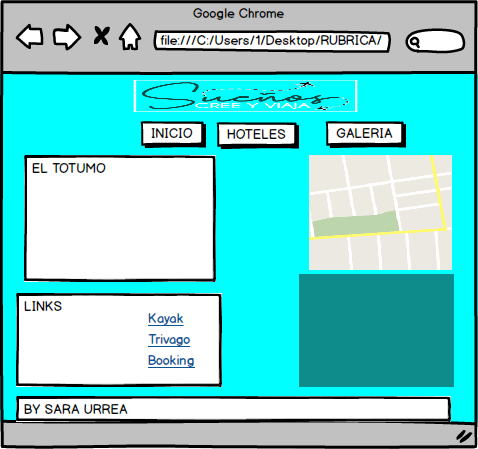 Google Chrome
file:///C:/Users/1/Desktop/RUBRICA/
Sueños
CREE Y VIAJA
INICIO
HOTELES
GALERIA
EL TOTUMO
LINKS
Kayak
Trivago
Booking
BY SARA URREA